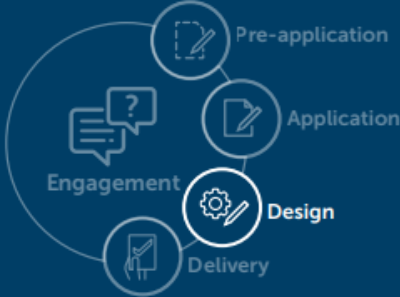 Pre-application
Application
Engagement
Design
Delivery